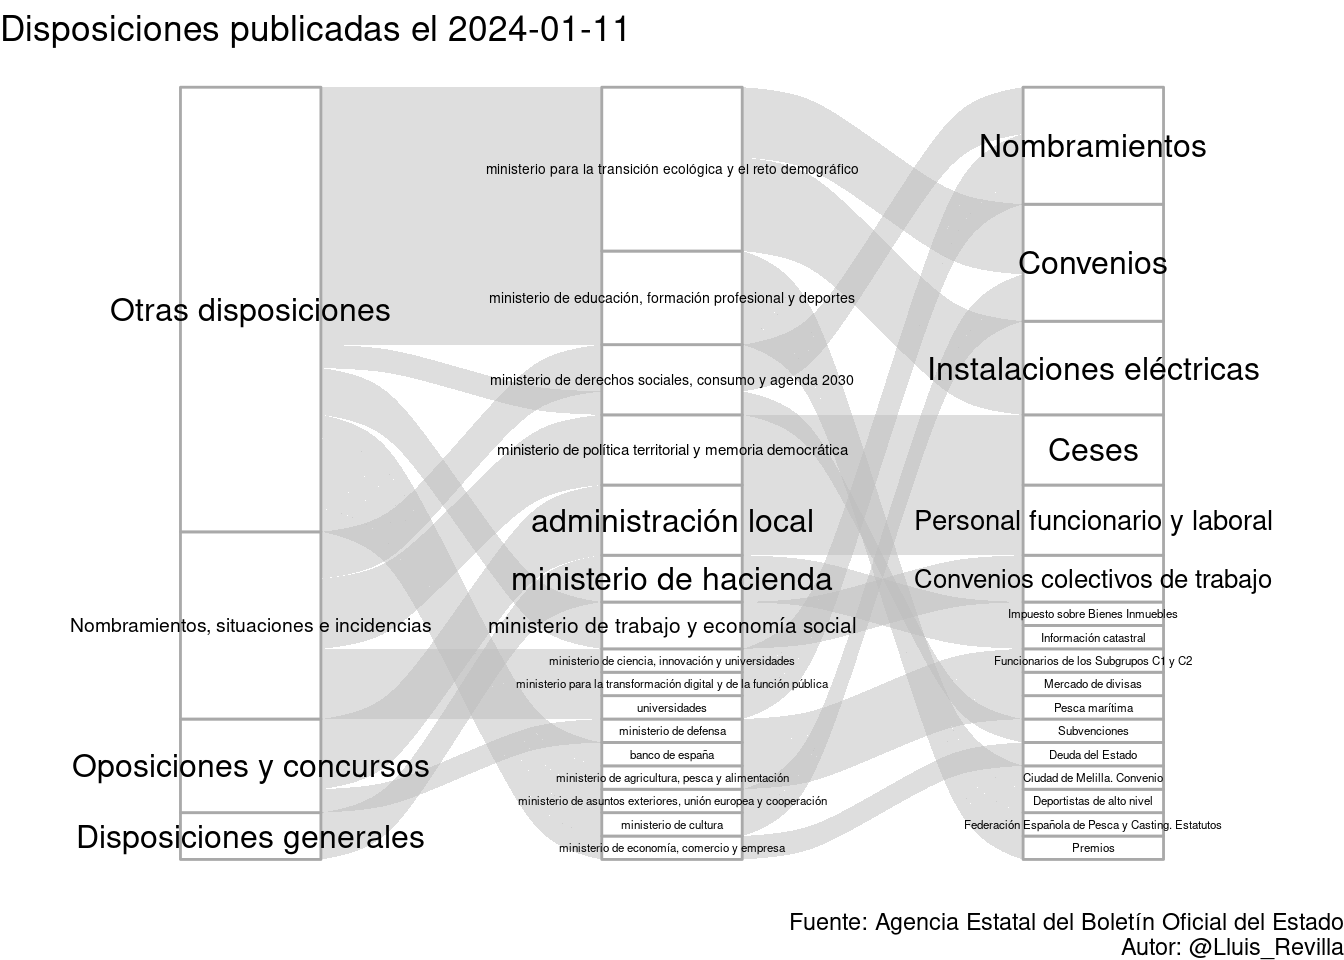 Disposiciones publicadas el 2024-01-11
Otras disposiciones
Nombramientos, situaciones e incidencias
Oposiciones y concursos
Disposiciones generales
ministerio para la transición ecológica y el reto demográfico
ministerio de educación, formación profesional y deportes
ministerio de derechos sociales, consumo y agenda 2030
ministerio de política territorial y memoria democrática
administración local
ministerio de hacienda
ministerio de trabajo y economía social
ministerio de ciencia, innovación y universidades
ministerio para la transformación digital y de la función pública
universidades
ministerio de defensa
banco de españa
ministerio de agricultura, pesca y alimentación
ministerio de asuntos exteriores, unión europea y cooperación
ministerio de cultura
ministerio de economía, comercio y empresa
Nombramientos
Convenios
Instalaciones eléctricas
Ceses
Personal funcionario y laboral
Convenios colectivos de trabajo
Impuesto sobre Bienes Inmuebles
Información catastral
Funcionarios de los Subgrupos C1 y C2
Mercado de divisas
Pesca marítima
Subvenciones
Deuda del Estado
Ciudad de Melilla. Convenio
Deportistas de alto nivel
Federación Española de Pesca y Casting. Estatutos
Premios
Fuente: Agencia Estatal del Boletín Oficial del Estado
Autor: @Lluis_Revilla